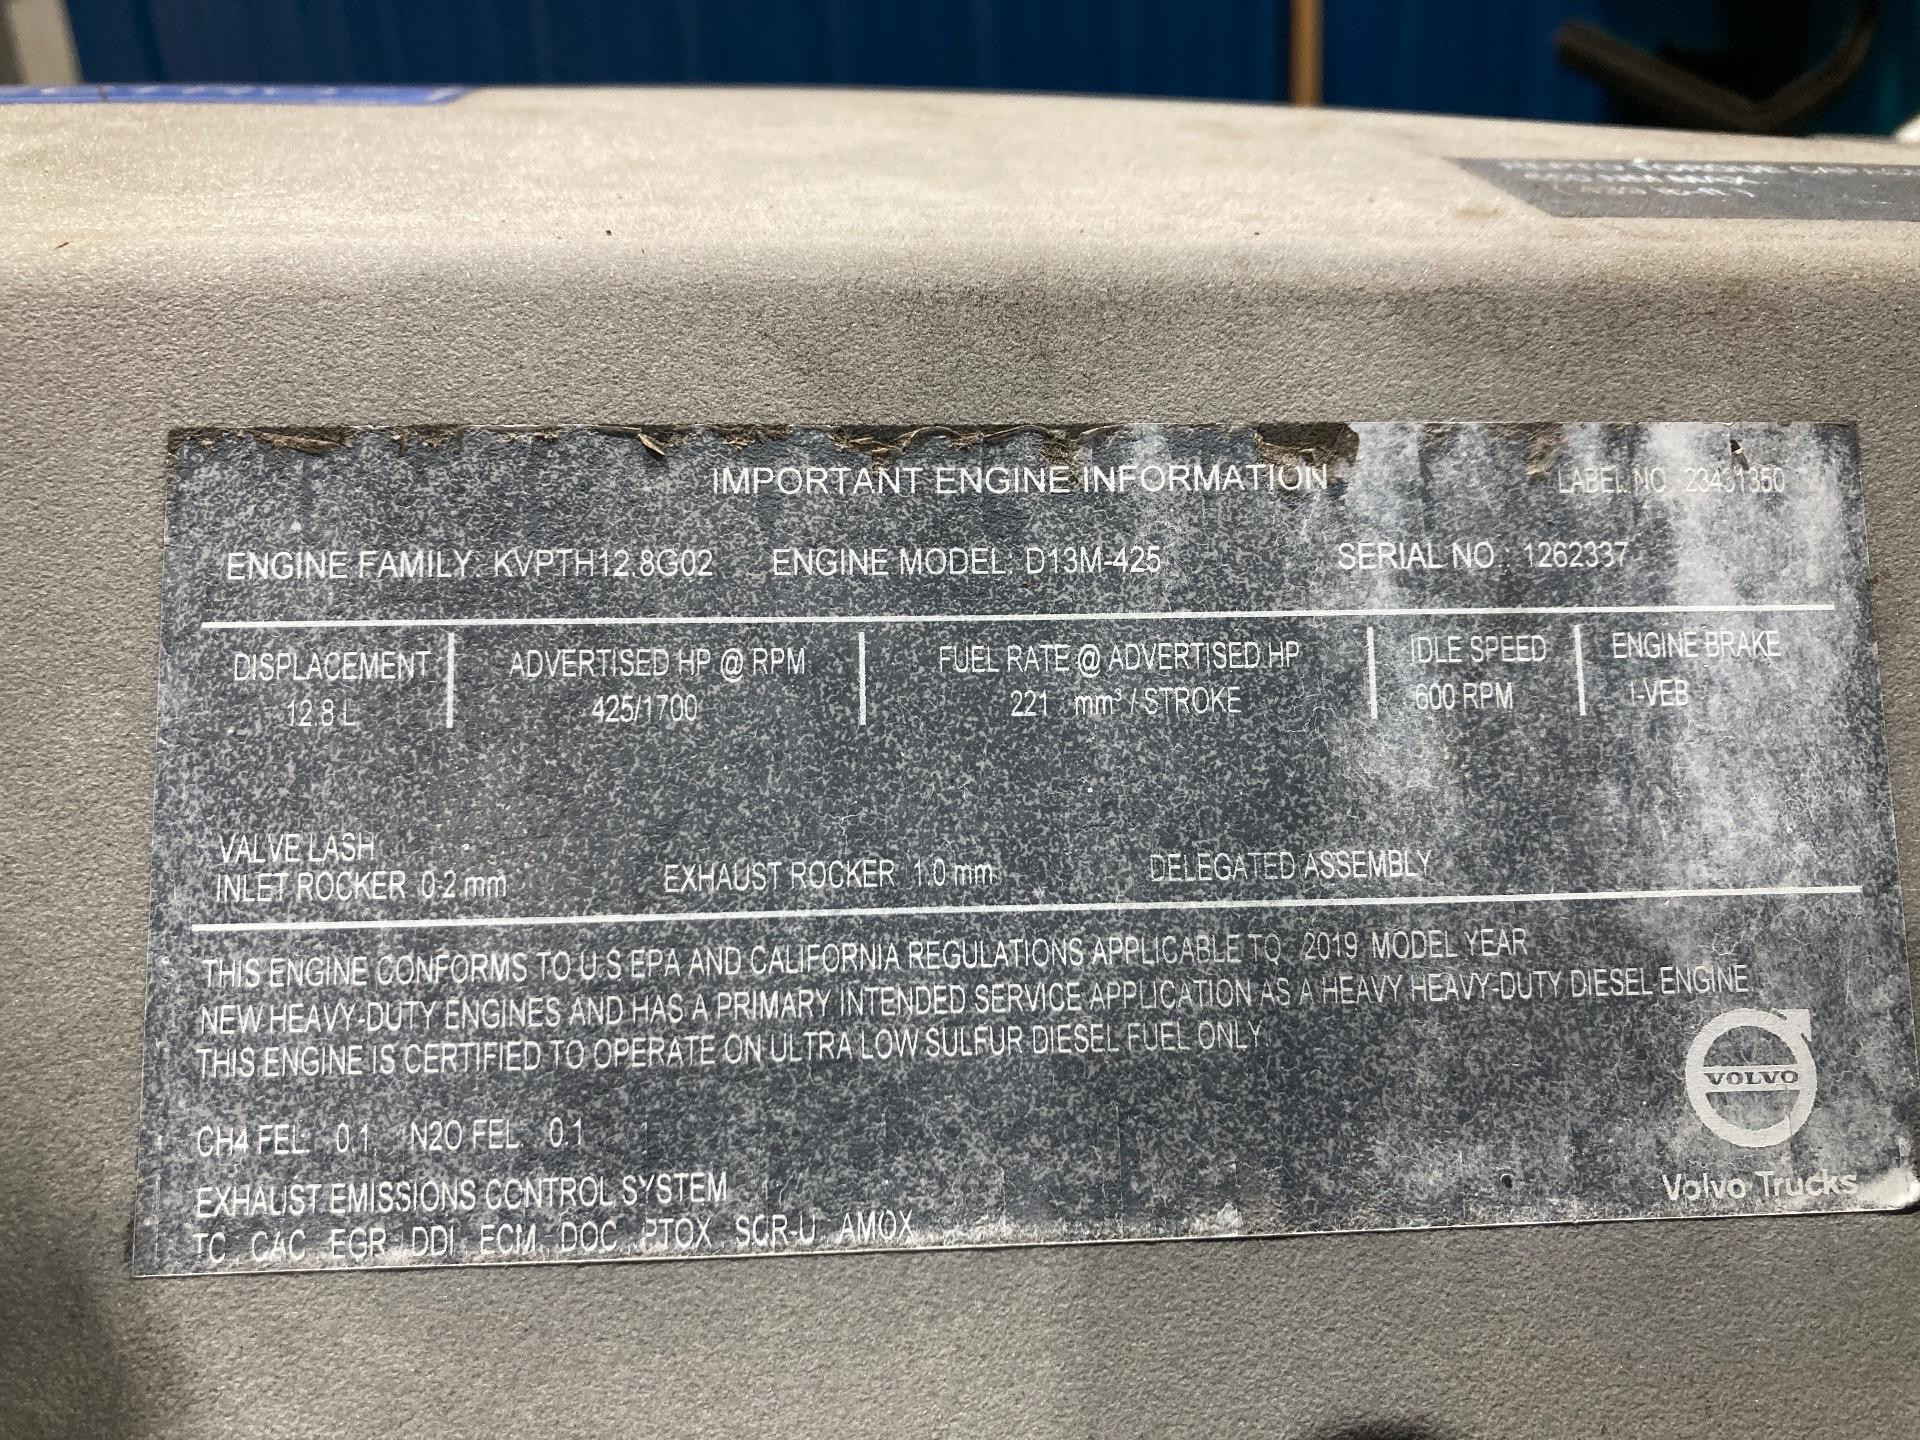 IMPORTANT ENGINE INFORMATION LABEL NO. 23431350
ENGINE FAMILY: KVPTH12.8G02 ENGINE MODEL: D13M-425 SERIAL NO.: 1262337
DISPLACEMENT ADVERTISED HP @ RPM FUEL RATE @ ADVERTISED HP IDLE SPEED ENGINE BRAKE
12.8 L 425/1700 221 mm³ / STROKE 600 RPM I-VEB
VALVE LASH
INLET ROCKER 0.2 mm EXHAUST ROCKER 1.0 mm DELEGATED ASSEMBLY
THIS ENGINE CONFORMS TO U.S EPA AND CALIFORNIA REGULATIONS APPLICABLE TO 2019 MODEL YEAR
NEW HEAVY-DUTY ENGINES AND HAS A PRIMARY INTENDED SERVICE APPLICATION AS A HEAVY HEAVY-DUTY DIESEL ENGINE
THIS ENGINE IS CERTIFIED TO OPERATE ON ULTRA LOW SULFUR DIESEL FUEL ONLY
VOLVO
CH4 FEL: 0.1, N2O FEL: 0.1
EXHAUST EMISSIONS CONTROL SYSTEM
Volvo Trucks
TC CAC EGR DDI ECM DOC PTOX SCR-U AMOX